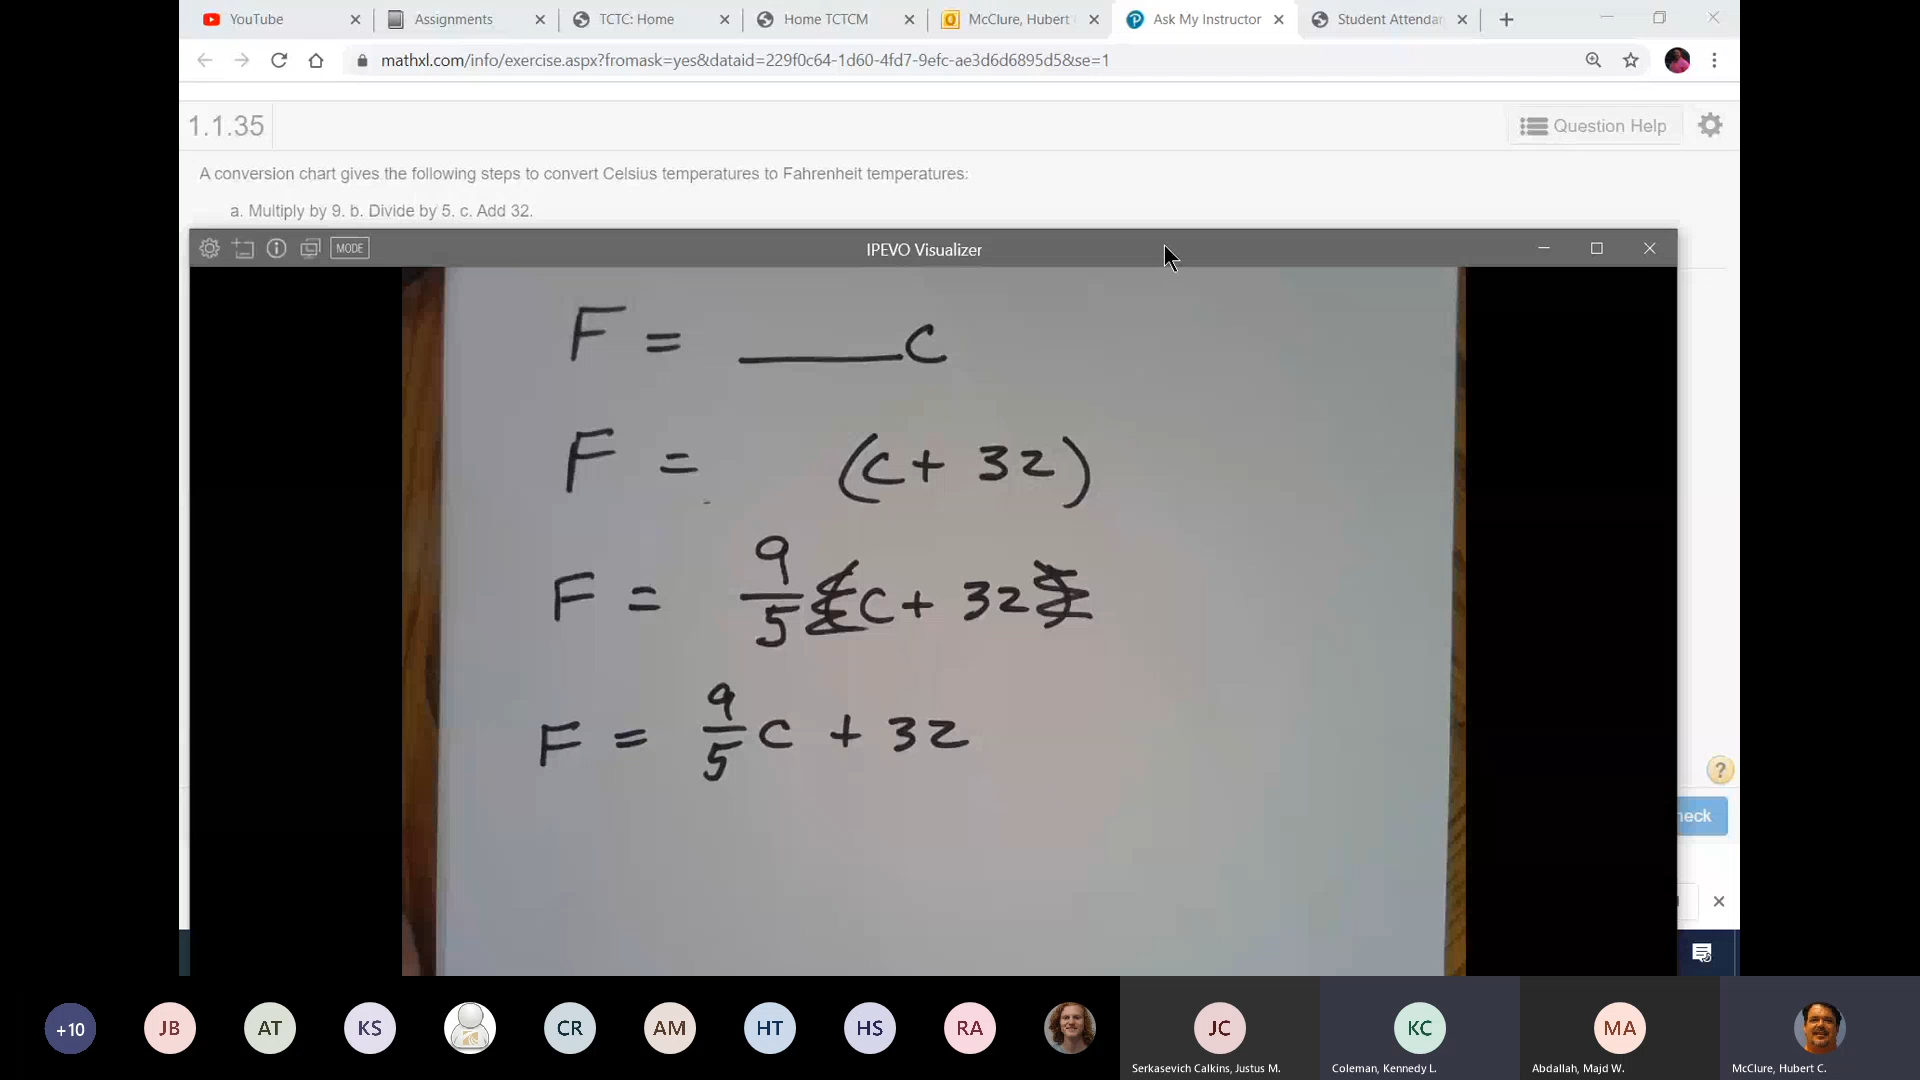 YouTube
Assignments
TCTC: Home
Home TCTCM
McClure, Hubert
Ask My Instructor
Student Attendar
mathxl.com/info/exercise.aspx?fromask=yes&dataid=229f0c64-1d60-4fd7-9efc-ae3d6d6895d5&se=1
1.1.35
Question Help
A conversion chart gives the following steps to convert Celsius temperatures to Fahrenheit temperatures:
a. Multiply by 9. b. Divide by 5. c. Add 32.
MODE
IPEVO Visualizer
F = ____C
F = (C + 32)
F = 9/5 C + 32
F = 9/5 C + 32
?
heck
+10
JB
AT
KS
CR
AM
HT
HS
RA
JC
KC
MA
Serkasevich Calkins, Justus M.
Coleman, Kennedy L.
Abdallah, Majd W.
McClure, Hubert C.